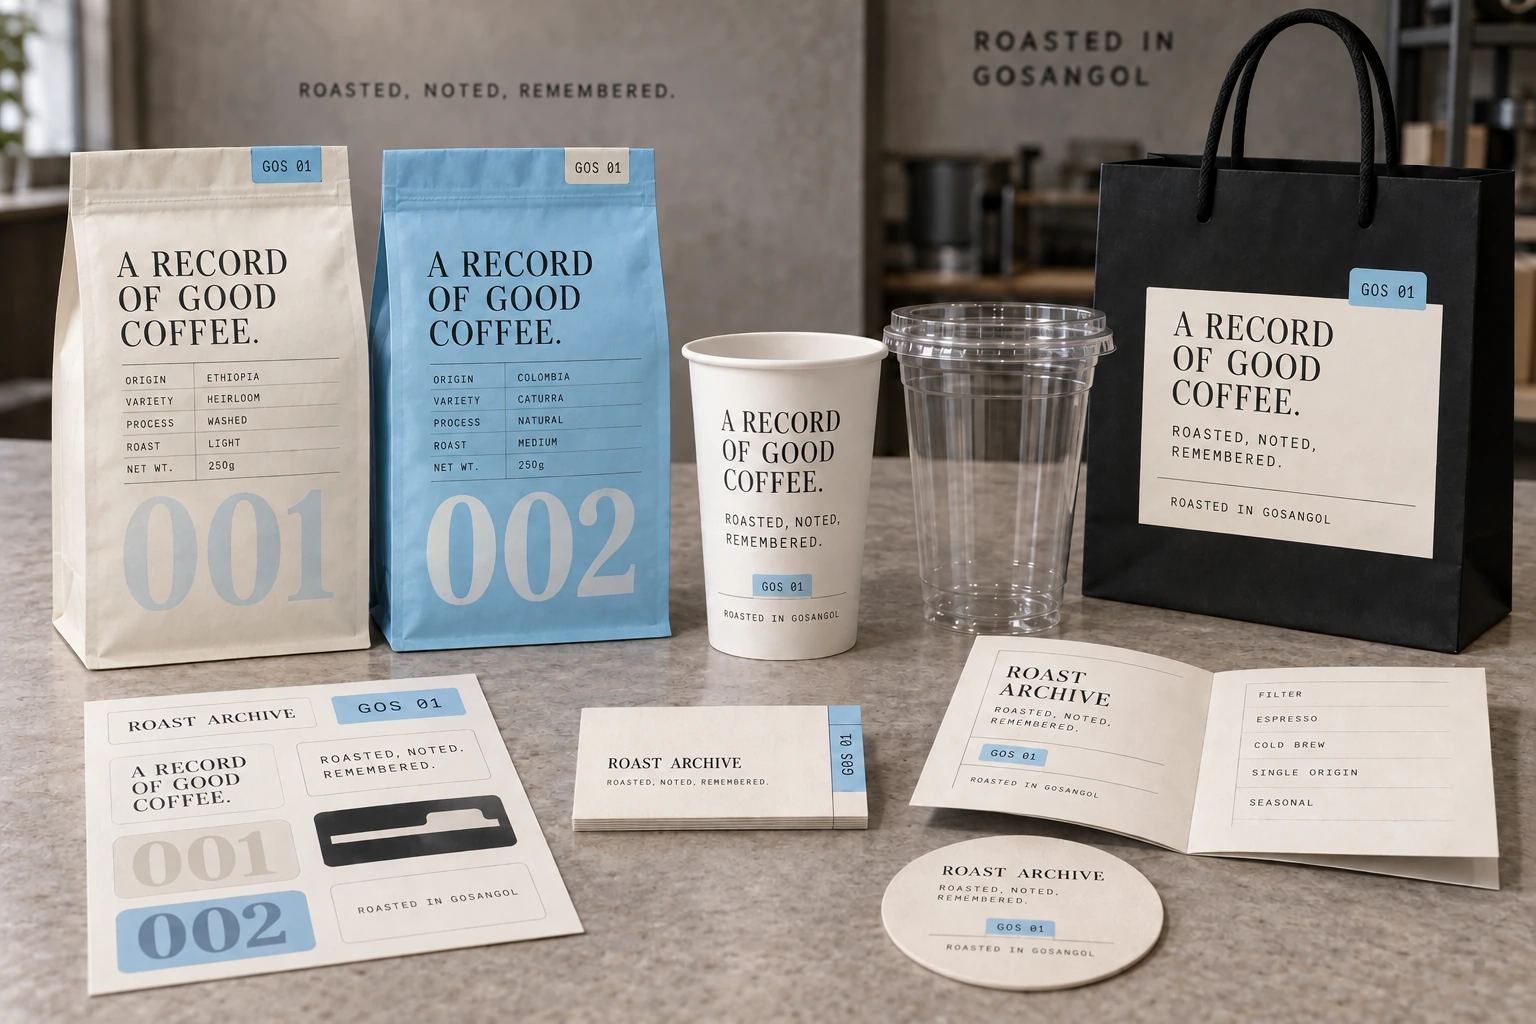 ROASTED, NOTED, REMEMBERED.
ROASTED IN
GOSANGOL
GOS 01
A RECORD
OF GOOD
COFFEE.
ORIGIN ETHIOPIA
VARIETY HEIRLOOM
PROCESS WASHED
ROAST LIGHT
NET WT. 250g
001
GOS 01
A RECORD
OF GOOD
COFFEE.
ORIGIN COLOMBIA
VARIETY CATURRA
PROCESS NATURAL
ROAST MEDIUM
NET WT. 250g
002
A RECORD
OF GOOD
COFFEE.
ROASTED, NOTED,
REMEMBERED.
GOS 01
ROASTED IN GOSANGOL
GOS 01
A RECORD
OF GOOD
COFFEE.
ROASTED, NOTED,
REMEMBERED.
ROASTED IN GOSANGOL
ROAST ARCHIVE
GOS 01
A RECORD
OF GOOD
COFFEE.
ROASTED, NOTED.
REMEMBERED.
001
002
ROASTED IN GOSANGOL
ROAST ARCHIVE
ROASTED, NOTED, REMEMBERED.
GOS 01
ROAST
ARCHIVE
ROASTED, NOTED.
REMEMBERED.
GOS 01
ROASTED IN GOSANGOL
FILTER
ESPRESSO
COLD BREW
SINGLE ORIGIN
SEASONAL
ROAST ARCHIVE
ROASTED, NOTED.
REMEMBERED.
GOS 01
ROASTED IN GOSANGOL